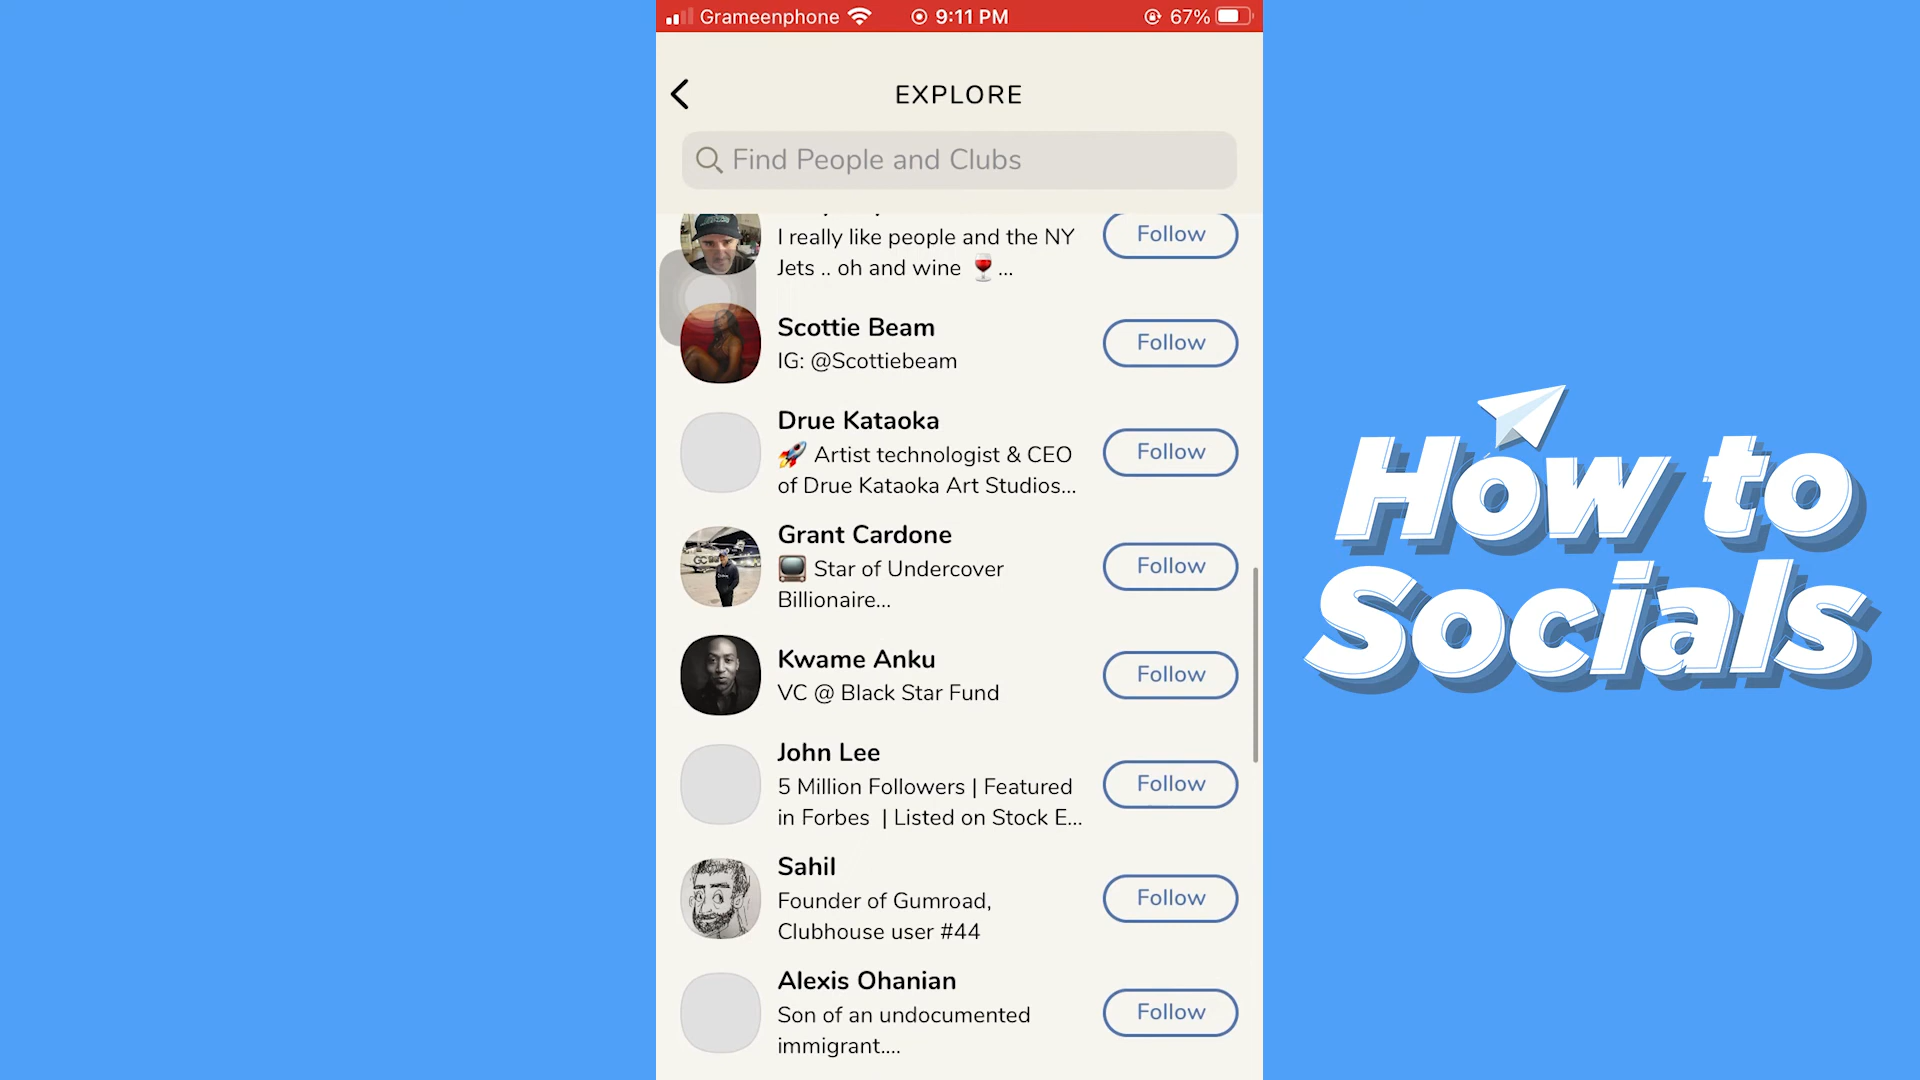 Grameenphone
9:11 PM
67%
EXPLORE
Find People and Clubs
I really like people and the NY
Jets .. oh and wine 🍷...
Follow
Scottie Beam
IG: @Scottiebeam
Follow
Drue Kataoka
🚀 Artist technologist & CEO
of Drue Kataoka Art Studios...
Follow
Grant Cardone
📺 Star of Undercover
Billionaire...
Follow
Kwame Anku
VC @ Black Star Fund
Follow
John Lee
5 Million Followers | Featured
in Forbes | Listed on Stock E...
Follow
Sahil
Founder of Gumroad,
Clubhouse user #44
Follow
Alexis Ohanian
Son of an undocumented
immigrant....
Follow
How to
Socials